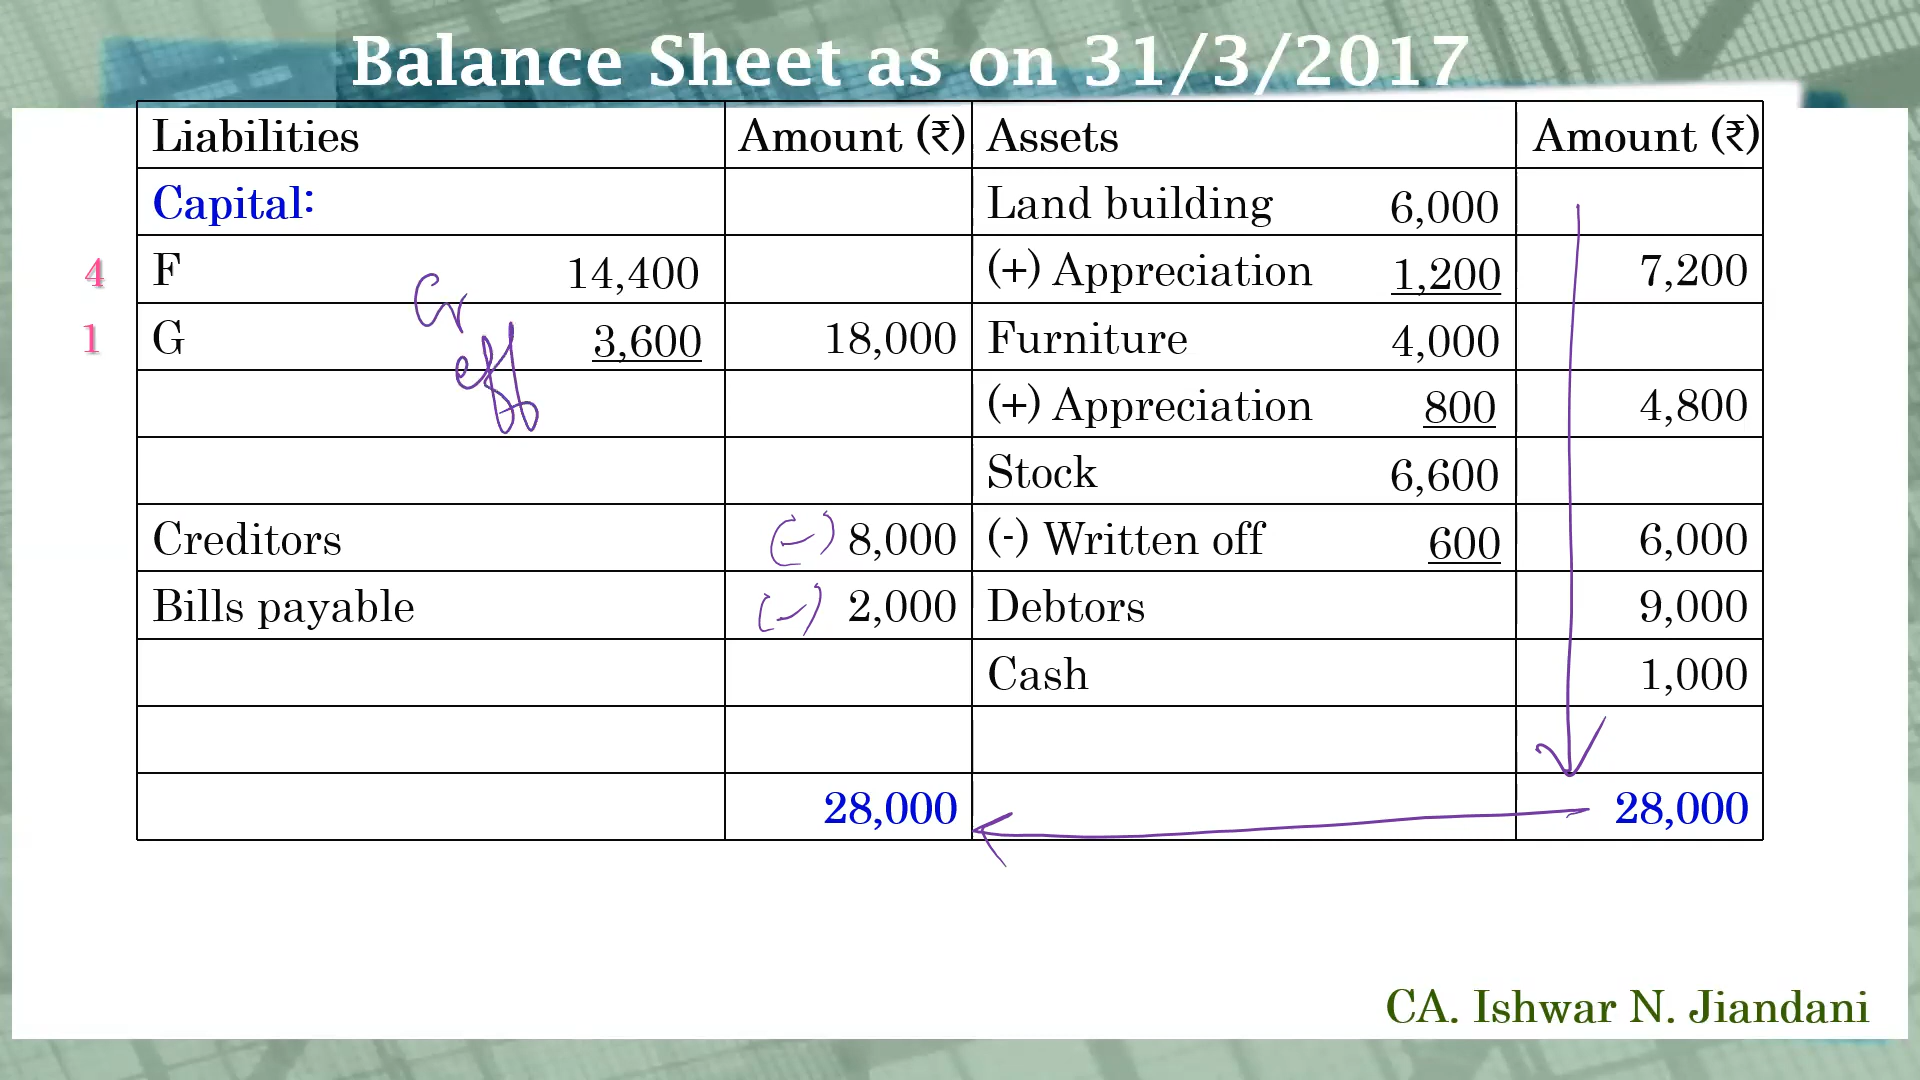 Balance Sheet as on 31/3/2017
Liabilities Amount (₹) Assets Amount (₹)
Capital: Land building 6,000
4 F 14,400 (+) Appreciation 1,200 7,200
Cr
1 G 3,600 18,000 Furniture 4,000
eff
(+) Appreciation 800 4,800
Stock 6,600
Creditors (-) 8,000 (-) Written off 600 6,000
Bills payable (-) 2,000 Debtors 9,000
Cash 1,000
28,000 28,000
CA. Ishwar N. Jiandani